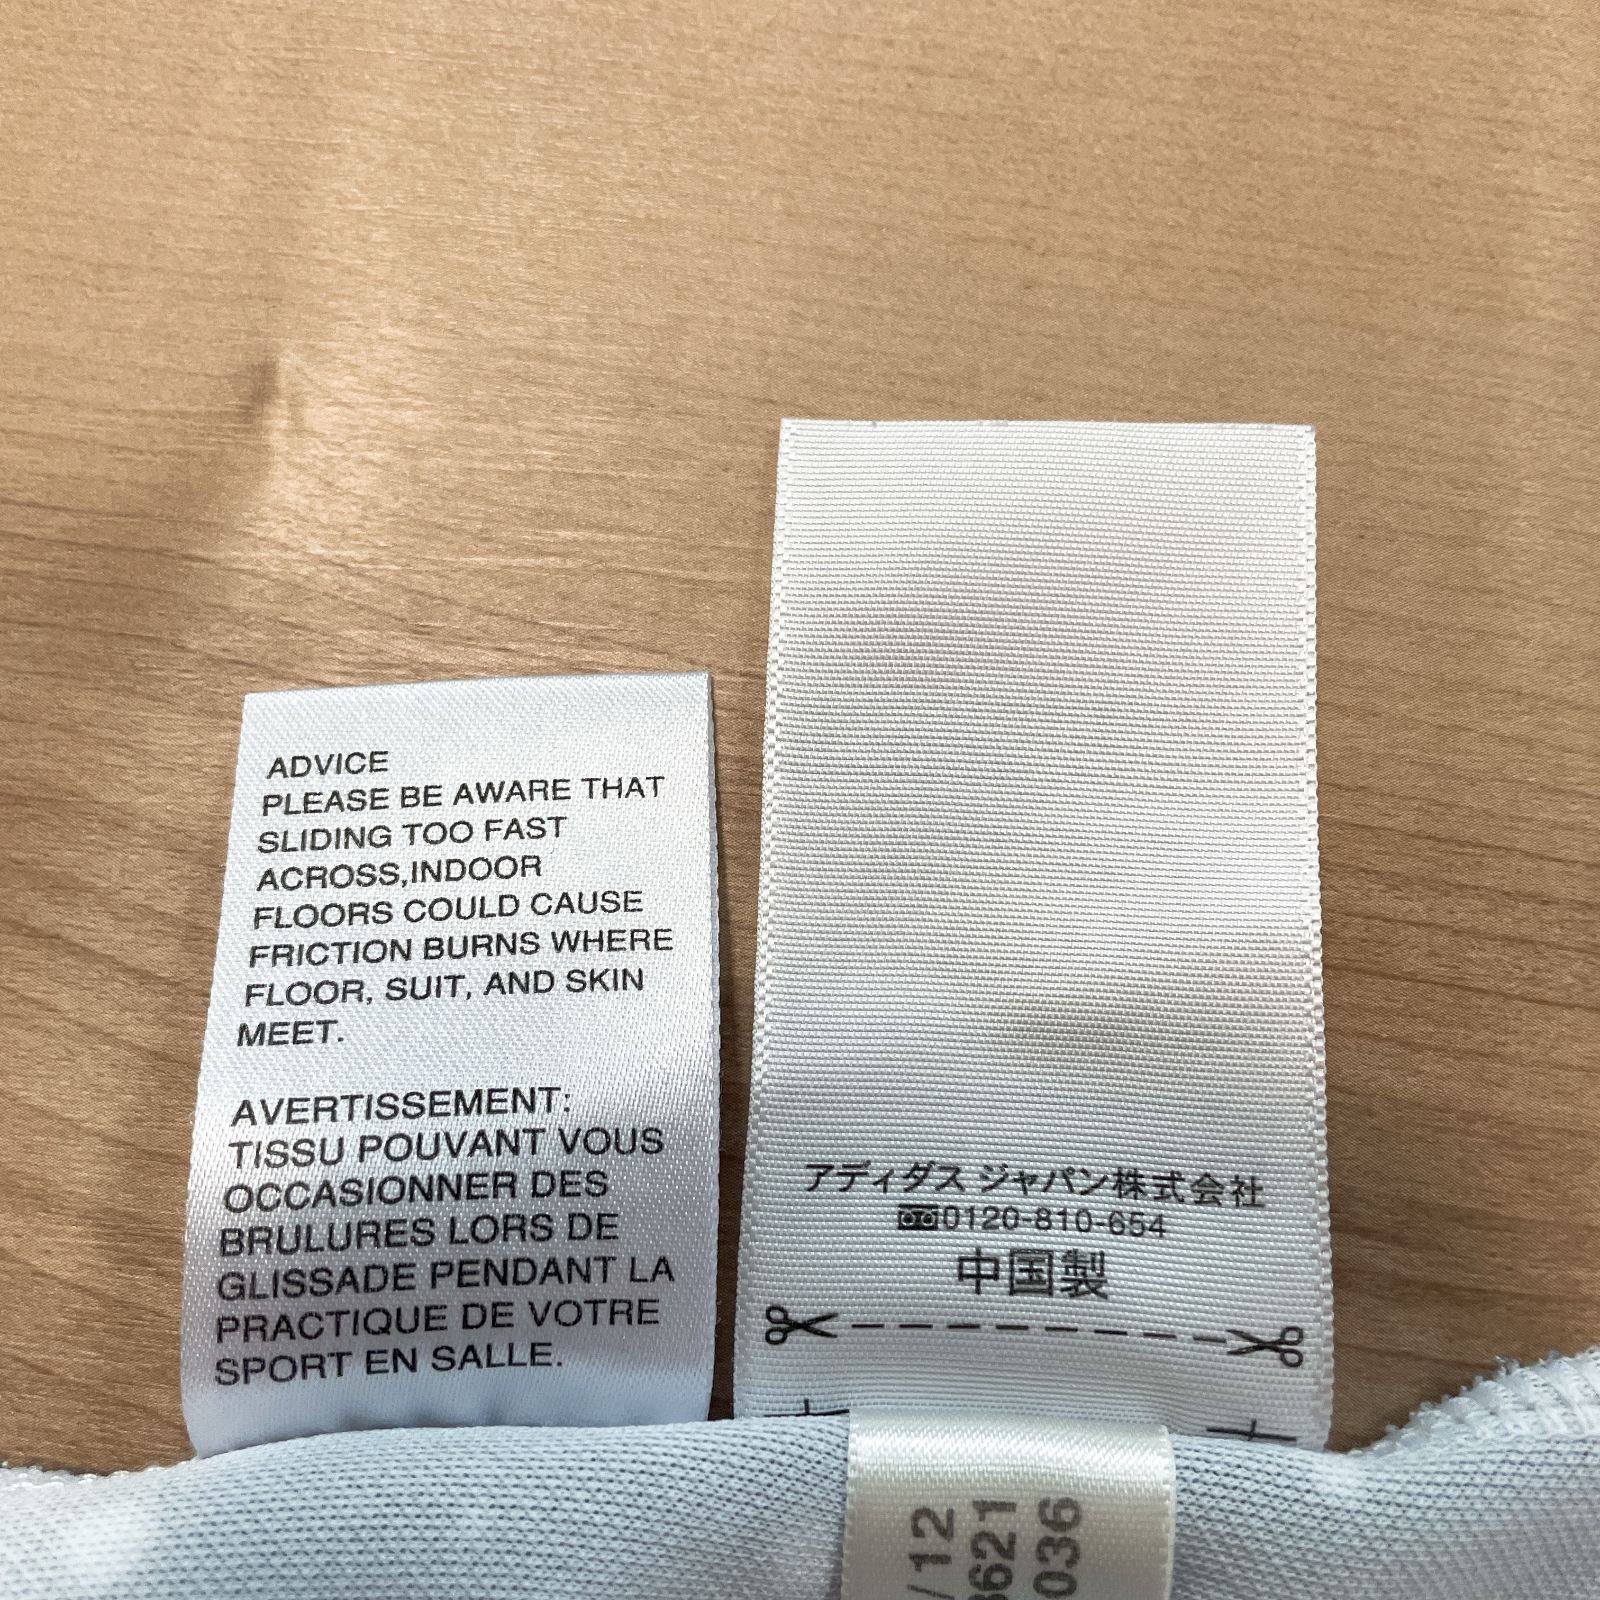 ADVICE
PLEASE BE AWARE THAT
SLIDING TOO FAST
ACROSS,INDOOR
FLOORS COULD CAUSE
FRICTION BURNS WHERE
FLOOR, SUIT, AND SKIN
MEET.
AVERTISSEMENT:
TISSU POUVANT VOUS
OCCASIONNER DES
BRULURES LORS DE
GLISSADE PENDANT LA
PRACTIQUE DE VOTRE
SPORT EN SALLE.
アディダス ジャパン株式会社
0120-810-654
中国製
/12
3621
036